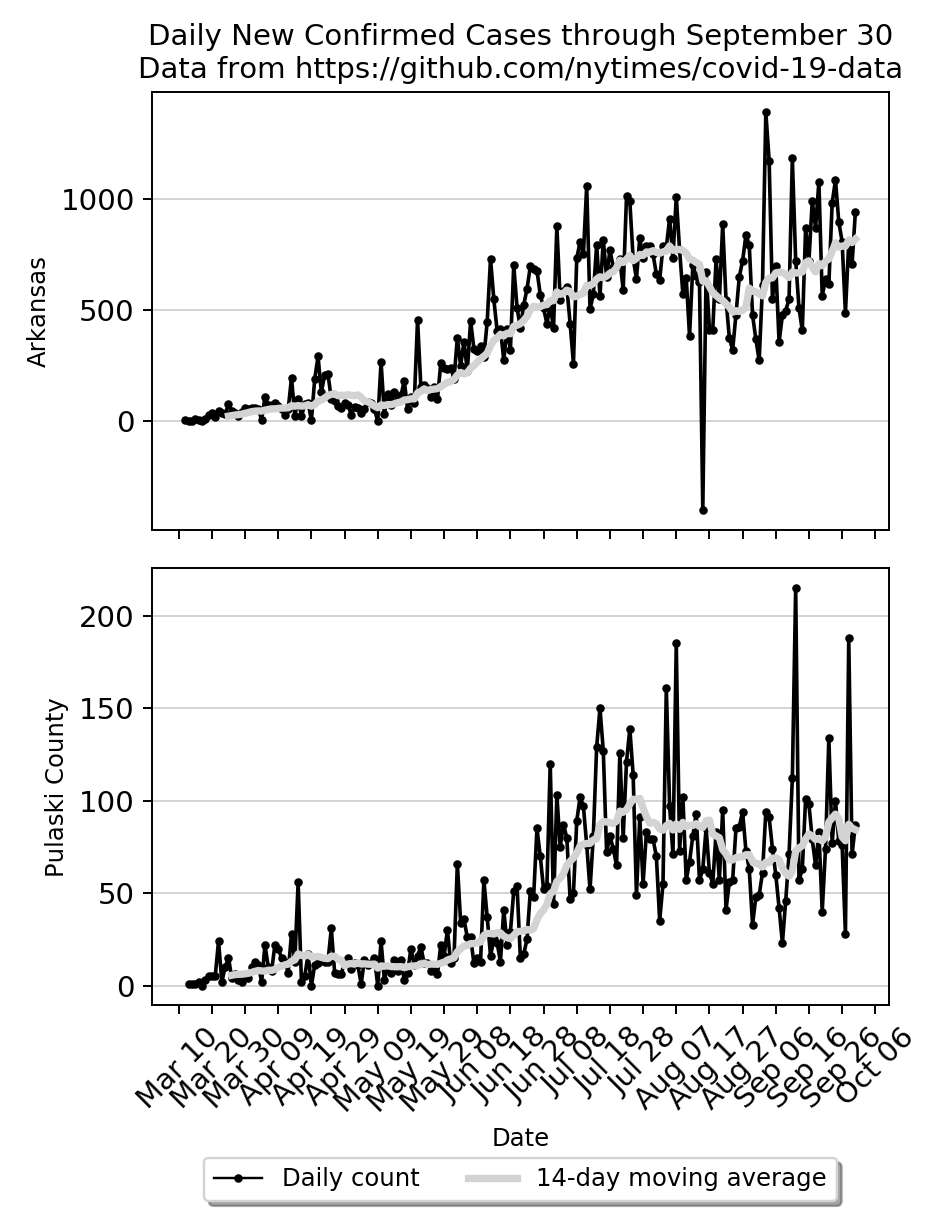 Daily New Confirmed Cases through September 30
Data from https://github.com/nytimes/covid-19-data
Arkansas
1000
500
0
Pulaski County
200
150
100
50
0
Mar 10
Mar 20
Mar 30
Apr 09
Apr 19
Apr 29
May 09
May 19
May 29
Jun 08
Jun 18
Jun 28
Jul 08
Jul 18
Jul 28
Aug 07
Aug 17
Aug 27
Sep 06
Sep 16
Sep 26
Oct 06
Date
Daily count
14-day moving average